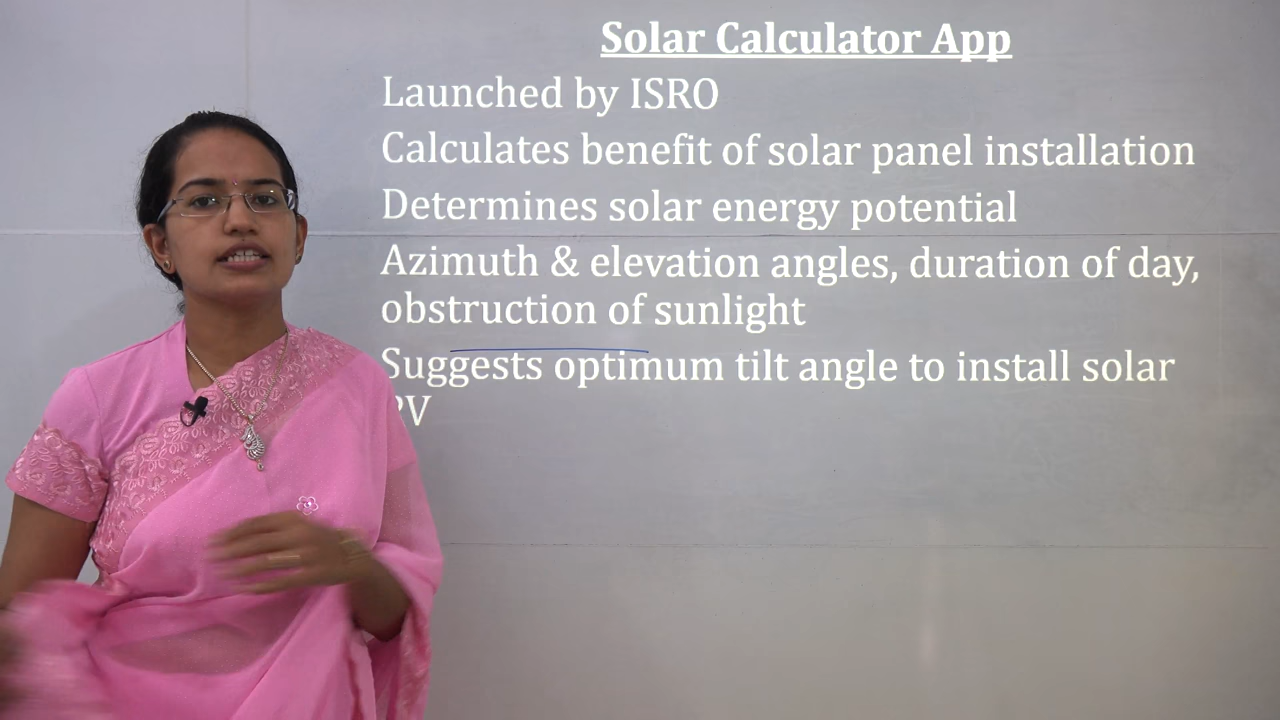 Solar Calculator App
Launched by ISRO
Calculates benefit of solar panel installation
Determines solar energy potential
Azimuth & elevation angles, duration of day,
obstruction of sunlight
Suggests optimum tilt angle to install solar
PV